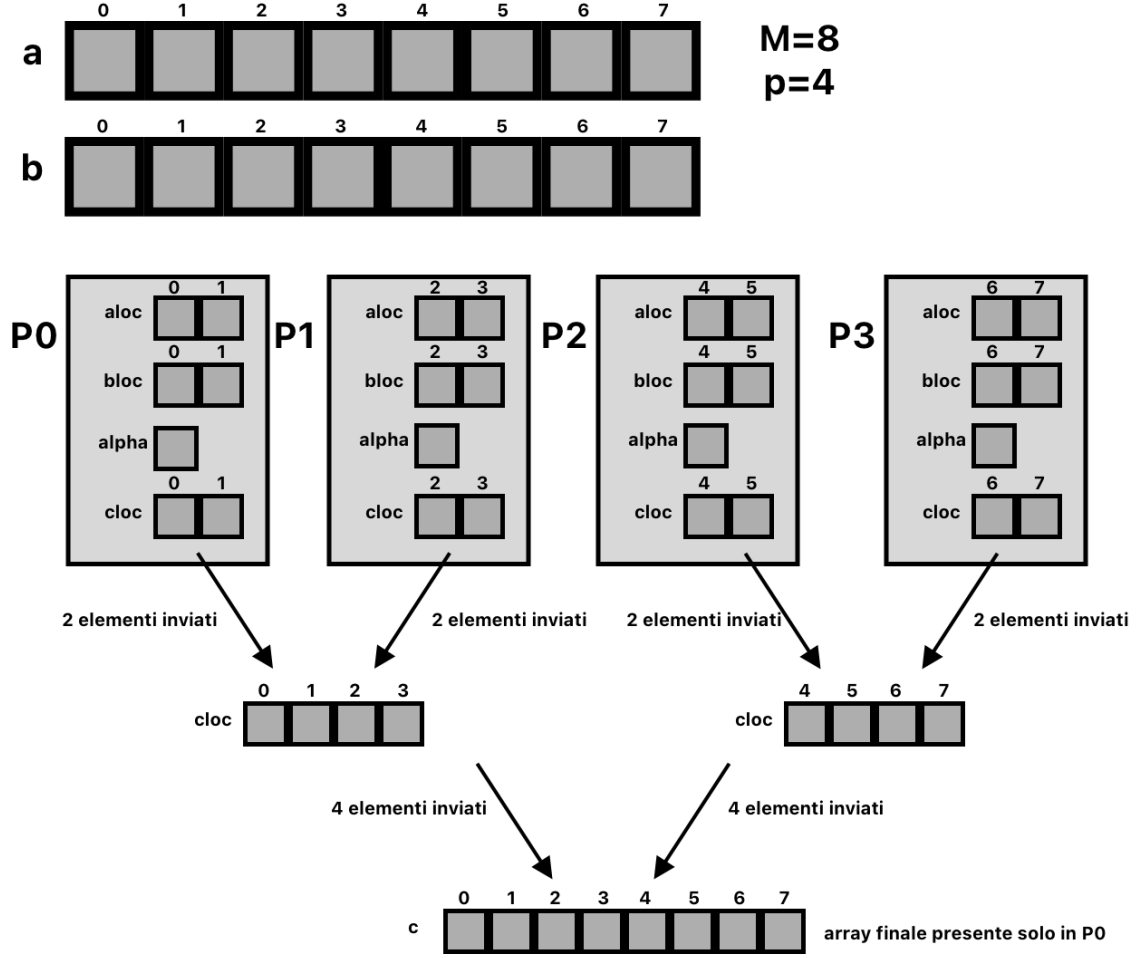 0 1 2 3 4 5 6 7
a
M=8
p=4
0 1 2 3 4 5 6 7
b
P0
0 1
aloc
0 1
bloc
alpha
0 1
cloc
P1
2 3
aloc
2 3
bloc
alpha
2 3
cloc
P2
4 5
aloc
4 5
bloc
alpha
4 5
cloc
P3
6 7
aloc
6 7
bloc
alpha
6 7
cloc
2 elementi inviati
2 elementi inviati
2 elementi inviati
2 elementi inviati
0 1 2 3
cloc
4 5 6 7
cloc
4 elementi inviati
4 elementi inviati
0 1 2 3 4 5 6 7
c
array finale presente solo in P0